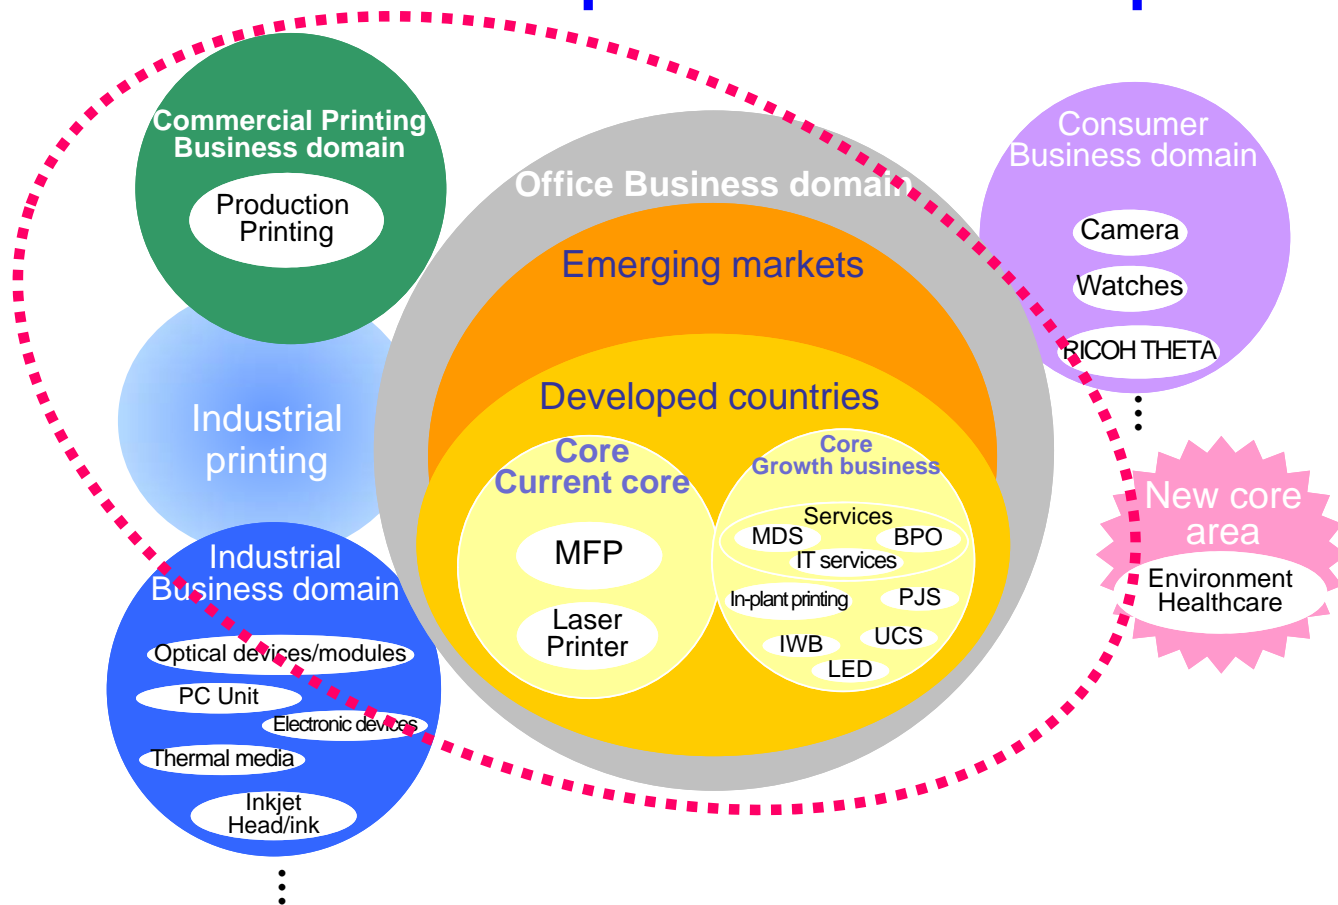 Commercial Printing
Business domain
Production
Printing
Industrial
printing
Industrial
Business domain
Optical devices/modules
PC Unit
Electronic devices
Thermal media
Inkjet
Head/ink
Office Business domain
Emerging markets
Developed countries
Core
Current core
MFP
Laser
Printer
Core
Growth business
Services
MDS
BPO
IT services
In-plant printing
PJS
IWB
UCS
LED
Consumer
Business domain
Camera
Watches
RICOH THETA
New core
area
Environment
Healthcare